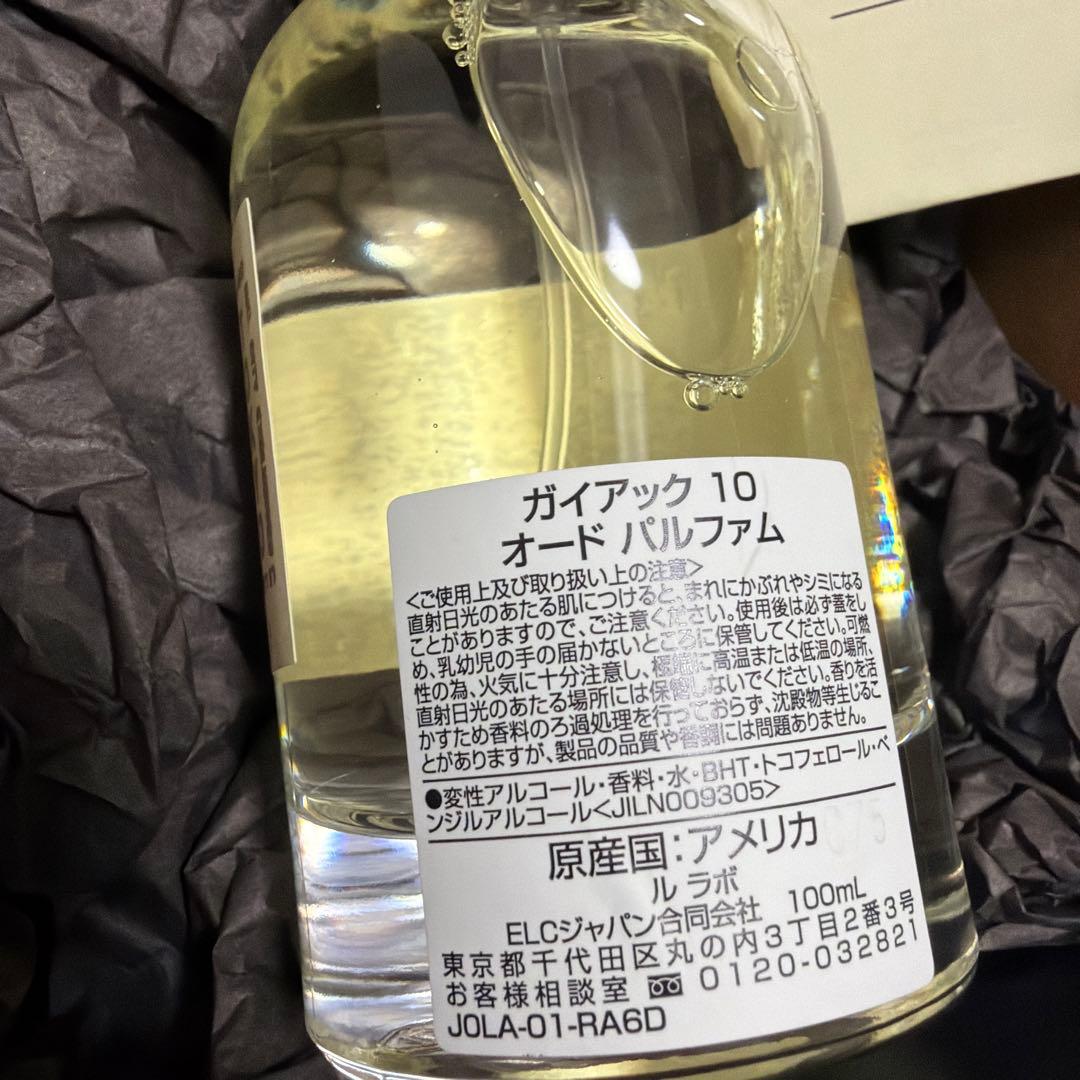 ガイアック 10
オード パルファム
<ご使用上及び取り扱い上の注意>
直射日光のあたる肌につけると、まれにかぶれやシミになる
ことがありますので、ご注意ください。使用後は必ず蓋をし
め、乳幼児の手の届かないところに保管してください。可燃
性の為、火気に十分注意し、極端に高温または低温の場所、
直射日光のあたる場所には保管しないでください。香りを活
かすため香料のろ過処理を行っておらず、沈殿物等生じるこ
とがありますが、製品の品質や香調には問題ありません。
●変性アルコール・香料・水・BHT・トコフェロール・ベ
ンジルアルコール<JILN009305>
原産国:アメリカ
ル ラボ
ELCジャパン合同会社 100mL
東京都千代田区丸の内3丁目2番3号
お客様相談室 0120-032821
J0LA-01-RA6D